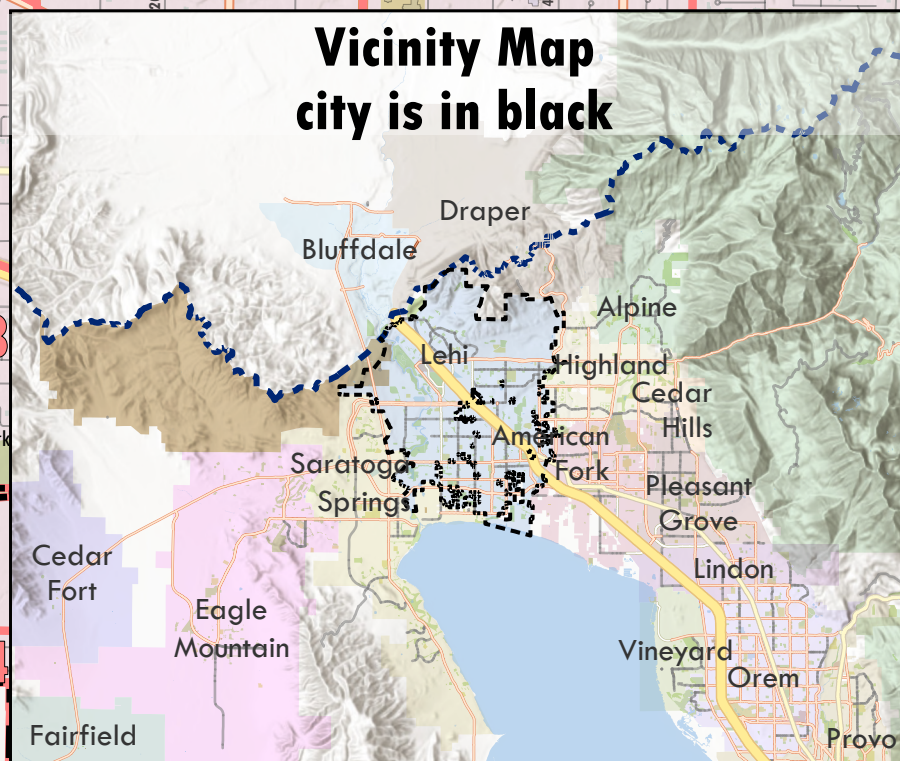 Vicinity Map
city is in black
Draper
Bluffdale
Alpine
Lehi
Highland
Cedar
Hills
American
Fork
Saratoga
Springs
Pleasant
Grove
Cedar
Fort
Lindon
Eagle
Mountain
Vineyard
Orem
Fairfield
Provo